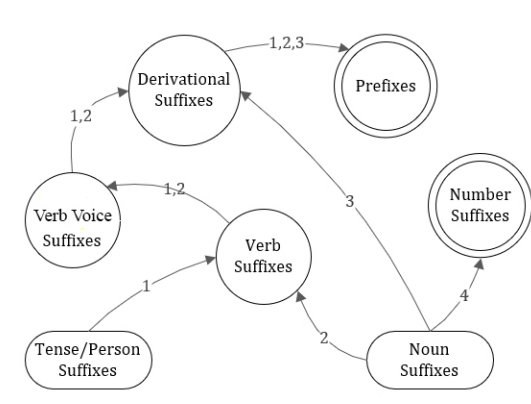 1,2,3
Derivational
Suffixes
Prefixes
1,2
Number
Suffixes
1,2
3
Verb Voice
Suffixes
Verb
Suffixes
1
4
2
Tense/Person
Suffixes
Noun
Suffixes